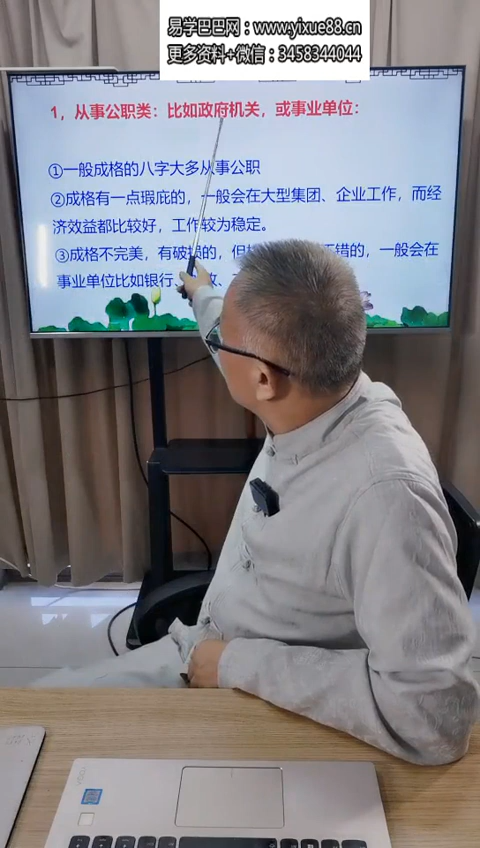 易学巴巴网：www.yixue88.cn
更多资料+微信：3458344044
1，从事公职类：比如政府机关，或事业单位：
①一般成格的八字大多从事公职
②成格有一点瑕疵的，一般会在大型集团、企业工作，而经
济效益都比较好，工作较为稳定。
③成格不完美，有破损的，但 错的，一般会在
事业单位比如银行、